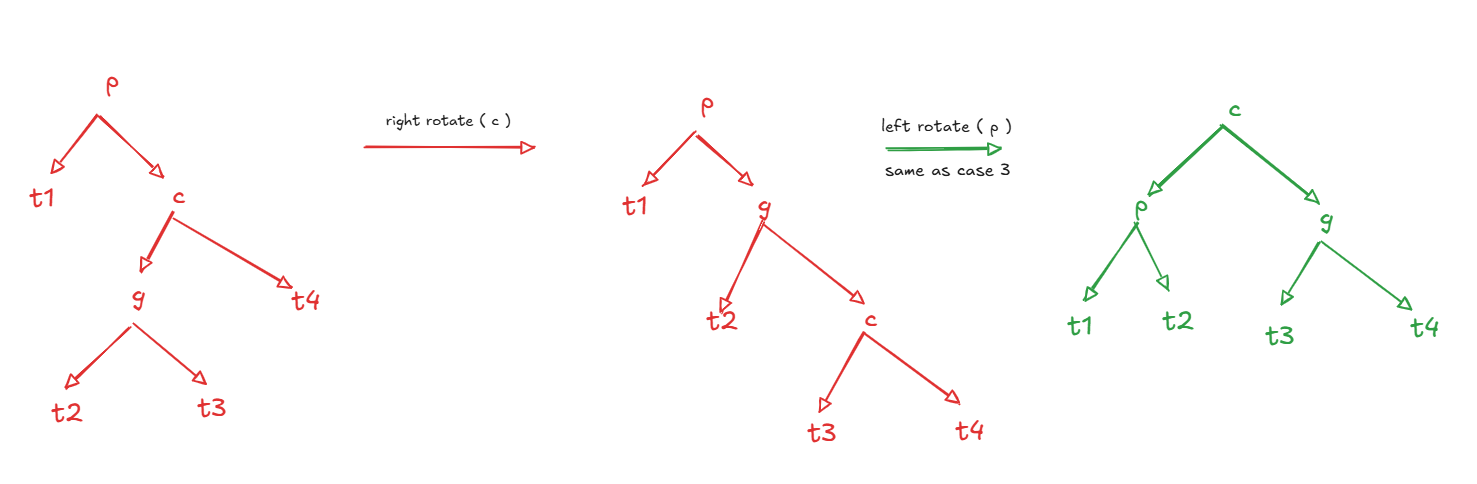 p
t1
c
g
t4
t2
t3
right rotate ( c )
p
t1
g
t2
c
t3
t4
left rotate ( p )
same as case 3
c
p
g
t1
t2
t3
t4